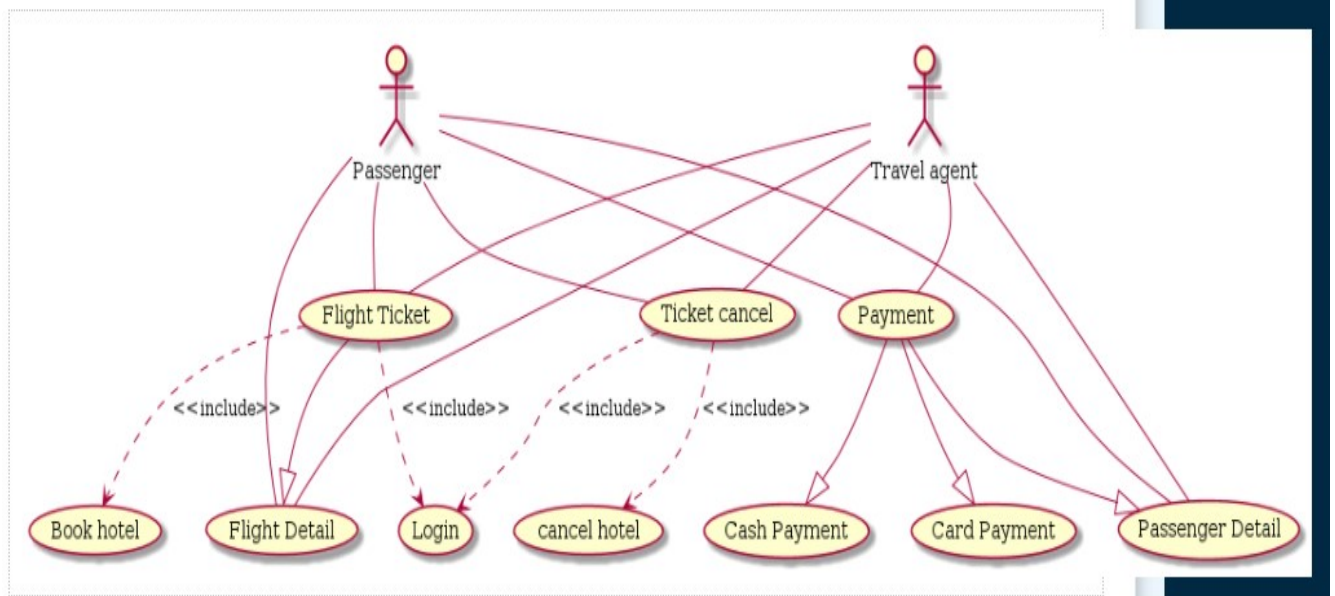 Passenger
Travel agent
Flight Ticket
Ticket cancel
Payment
<<include>>
<<include>>
<<include>>
<<include>>
Book hotel
Flight Detail
Login
cancel hotel
Cash Payment
Card Payment
Passenger Detail